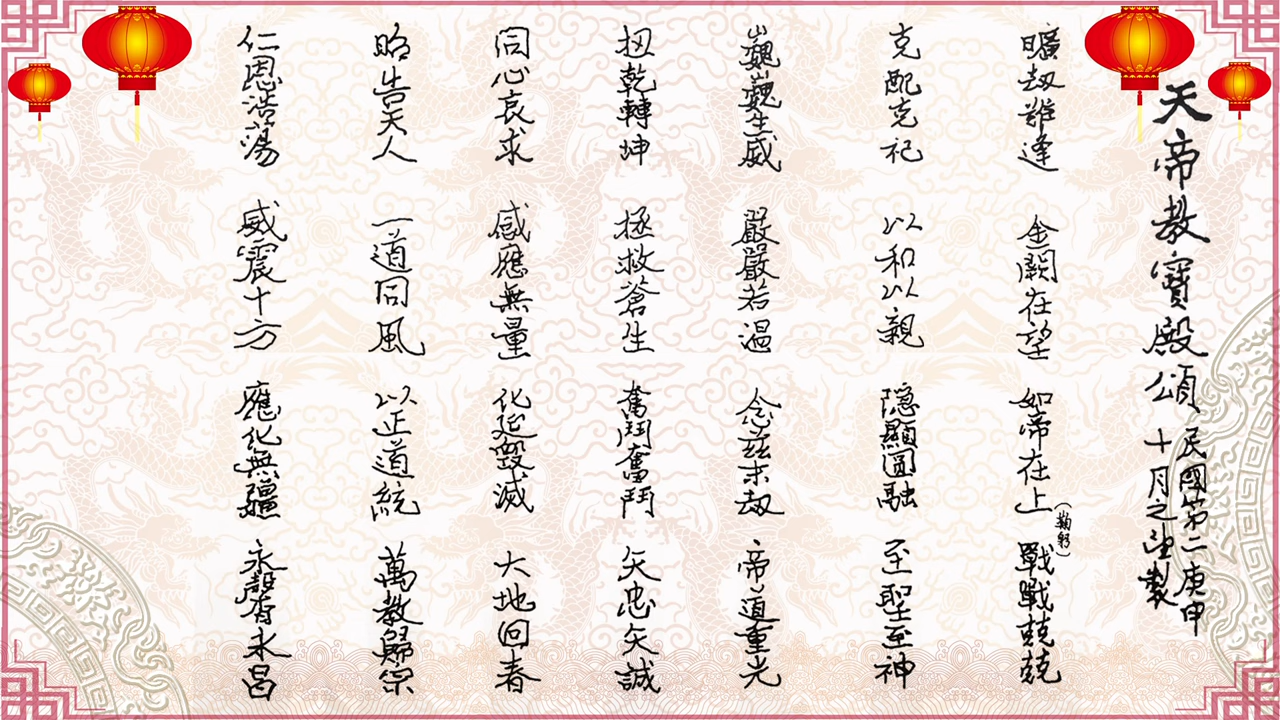 天帝教寶殿頌
民國第二庚申
十月之望製
曠劫難逢 金闕在望 如帝在上(鞠躬) 戰戰兢兢
克配克祀 以和以親 隱顯圓融 至聖至神
巍巍生威 嚴嚴若溫 念茲末劫 帝道重光
扭乾轉坤 拯救蒼生 奮鬥奮鬥 矢忠矢誠
同心哀求 感應無量 化延毀滅 大地回春
昭告天人 一道同風 以正道統 萬教歸宗
仁恩浩蕩 威震十方 應化無疆 永馨永昌